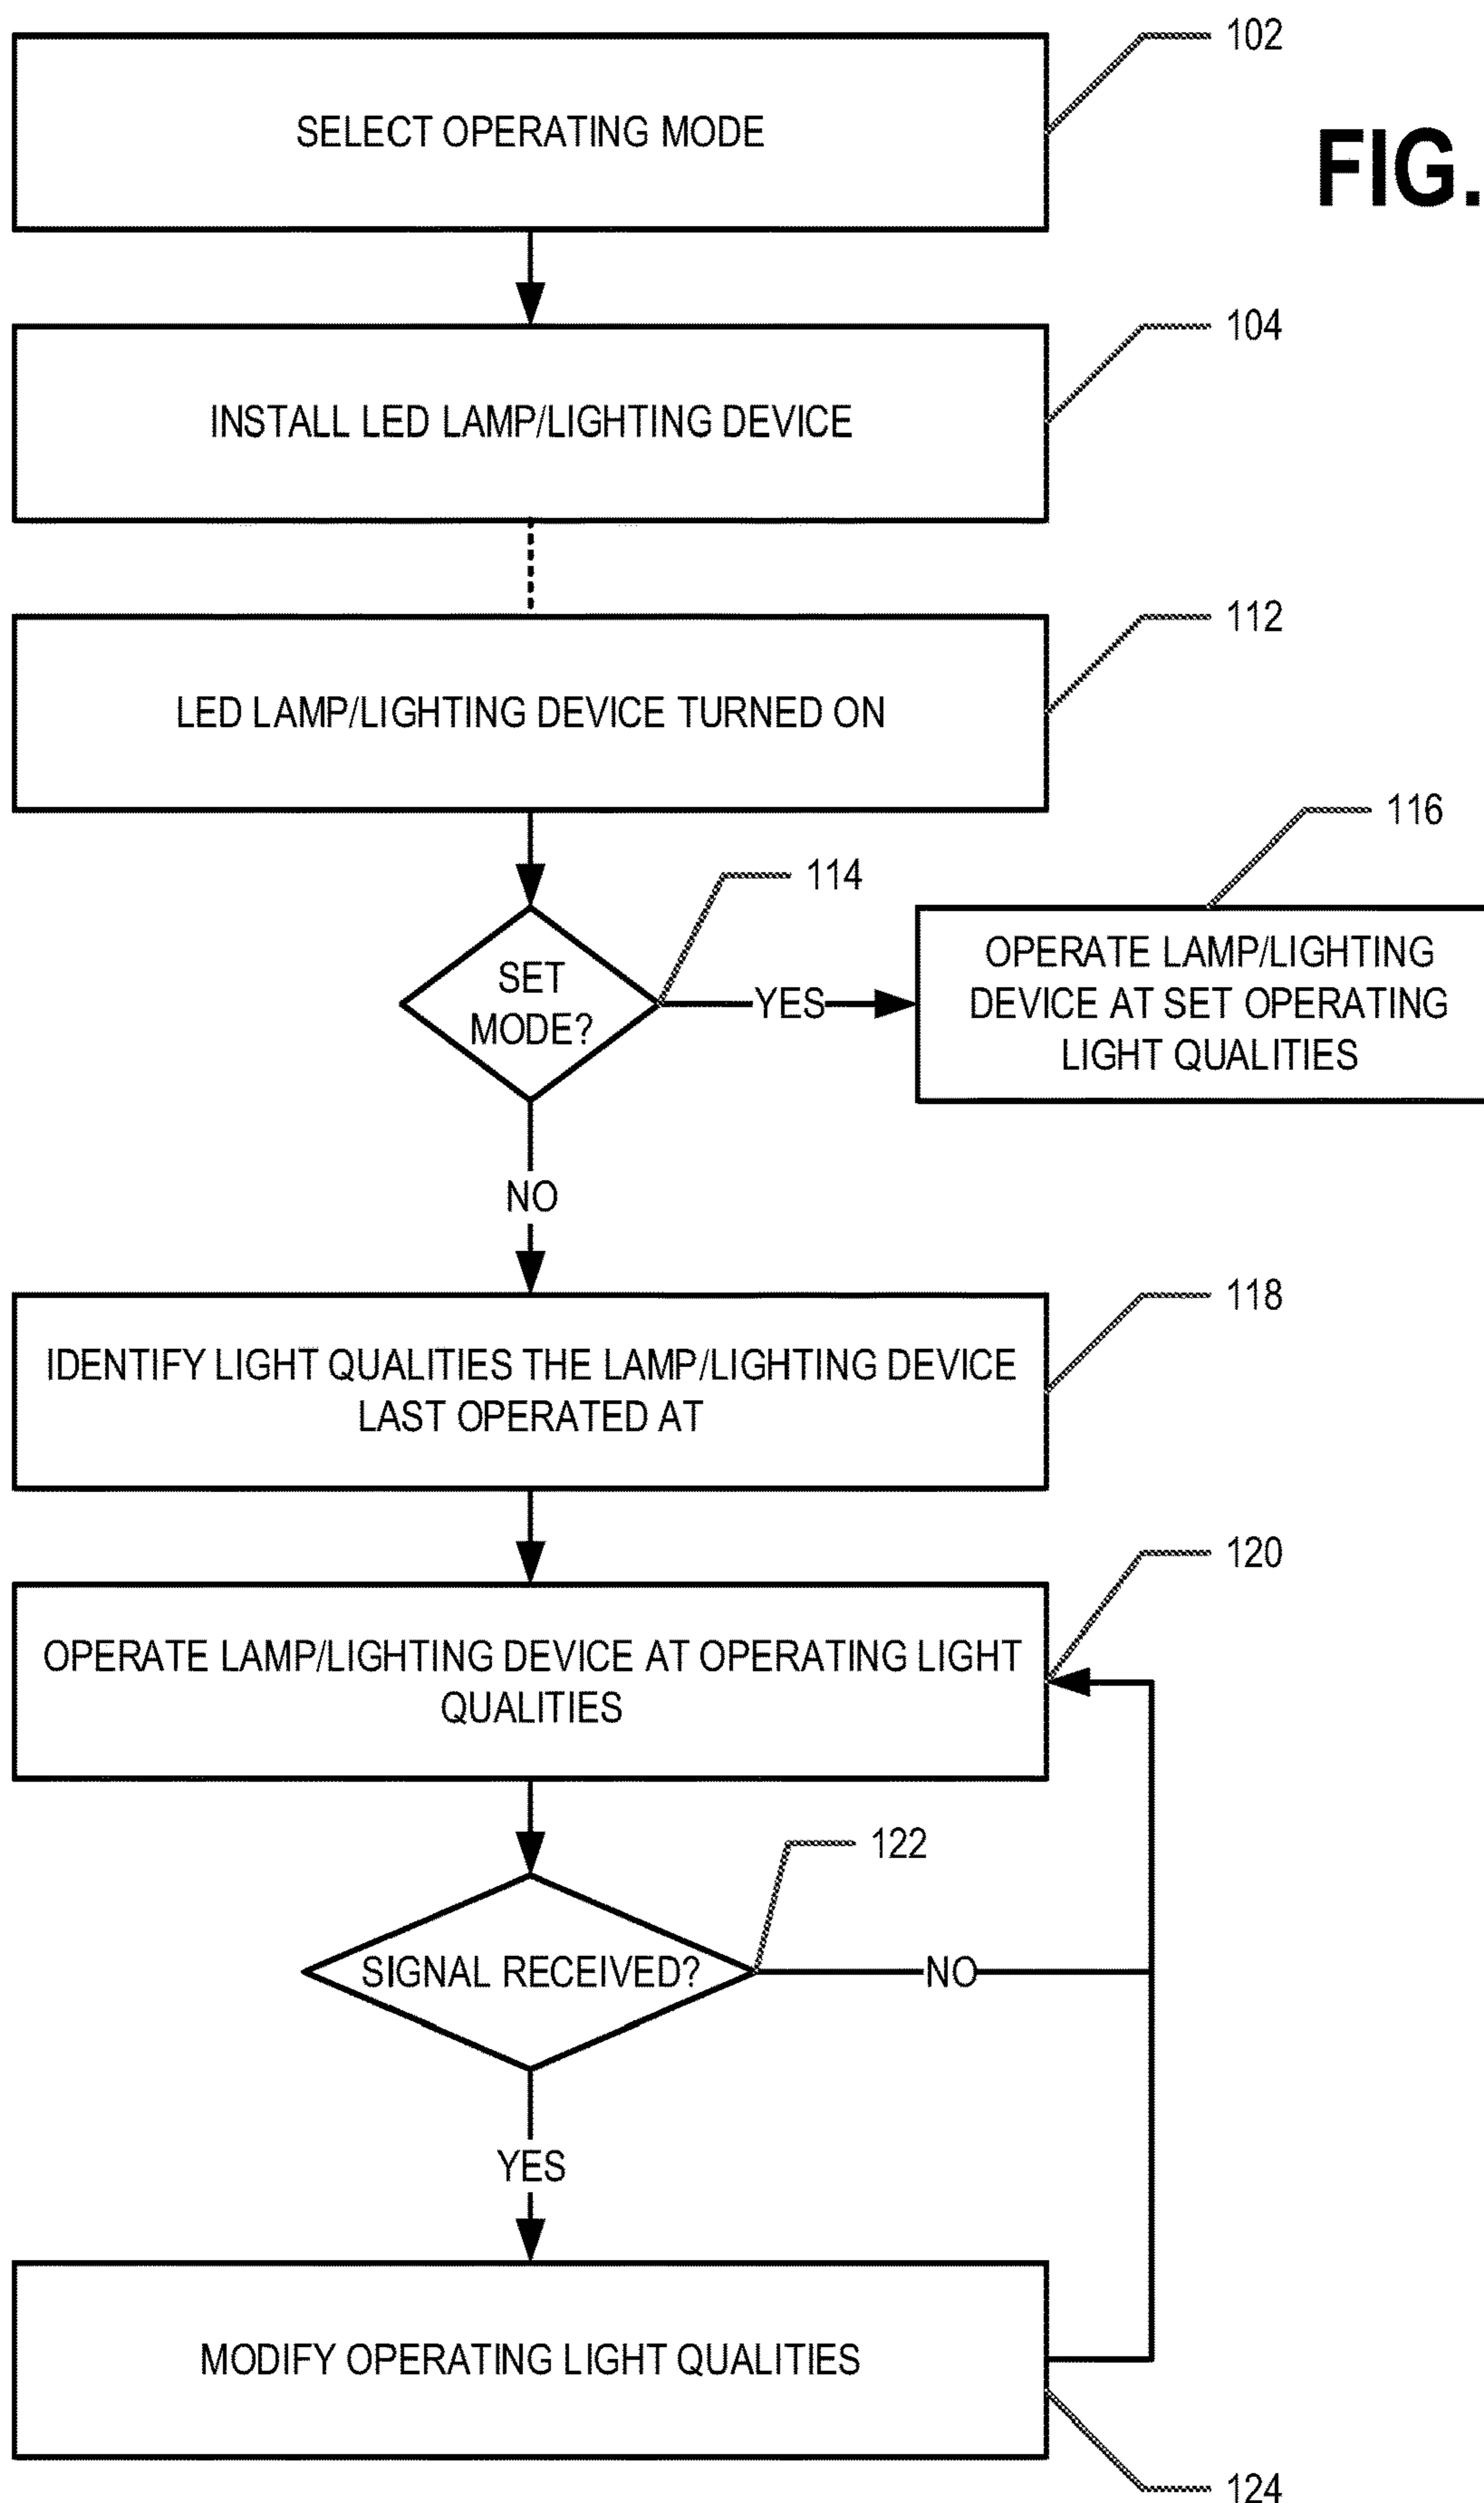 102
SELECT OPERATING MODE
FIG.
104
INSTALL LED LAMP/LIGHTING DEVICE
112
LED LAMP/LIGHTING DEVICE TURNED ON
116
114
SET
MODE?
YES
OPERATE LAMP/LIGHTING
DEVICE AT SET OPERATING
LIGHT QUALITIES
NO
118
IDENTIFY LIGHT QUALITIES THE LAMP/LIGHTING DEVICE
LAST OPERATED AT
120
OPERATE LAMP/LIGHTING DEVICE AT OPERATING LIGHT
QUALITIES
122
SIGNAL RECEIVED?
NO
YES
MODIFY OPERATING LIGHT QUALITIES
124